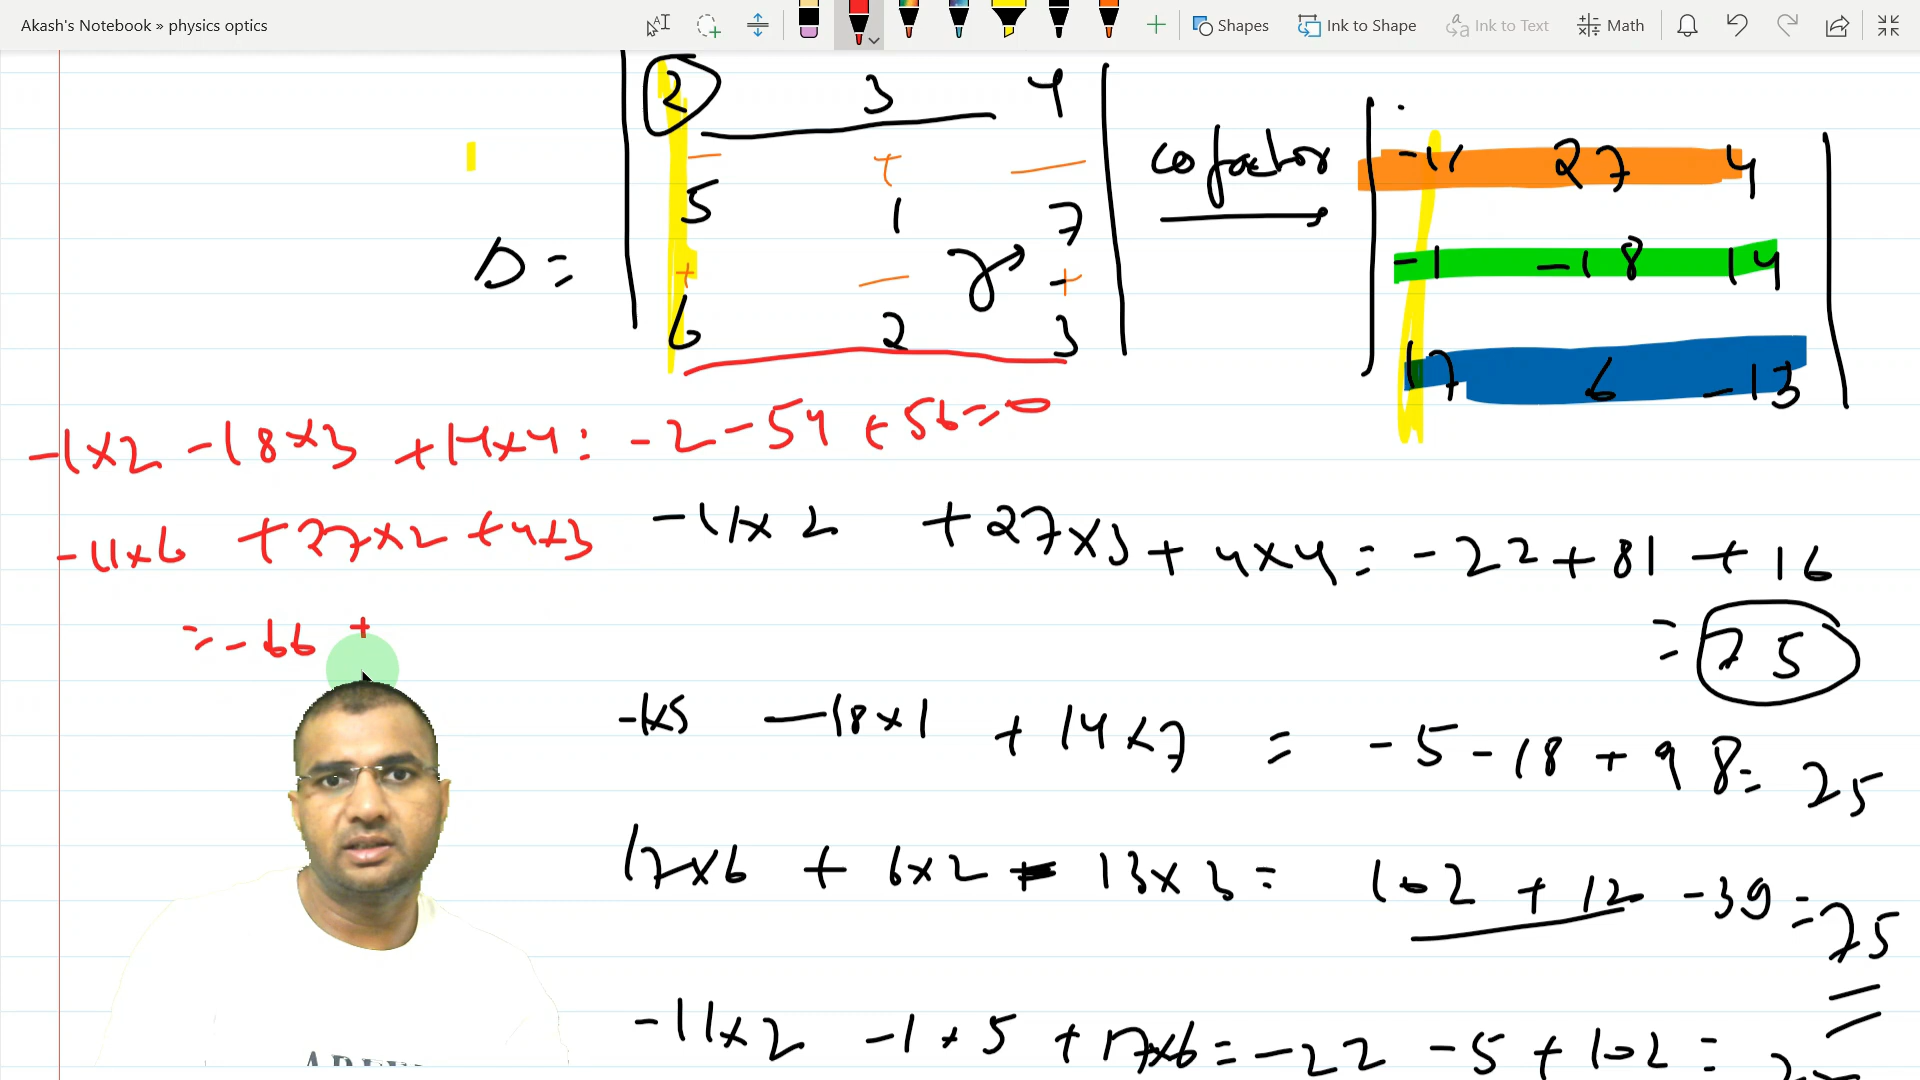 Akash's Notebook » physics optics
Shapes
Ink to Shape
Ink to Text
Math
2 3 4
- + -
5 1 7
D =
+ - +
6 2 3
cofactor
-11 27 4
-1 -18 14
17 6 -13
-1×2 -18×3 +14×4 = -2-54+56=0
-11×6 +27×2 +4×3
= -66 +
-11×2 +27×3 + 4×4 = -22+81 + 16
= 75
-1×5 -18×1 + 14×7 = -5-18+98= 75
17×6 + 6×2 - 13×3 = 102 + 12 -39 = 75
-11×2 -1×5 +17×6 = -22 -5 + 102 =